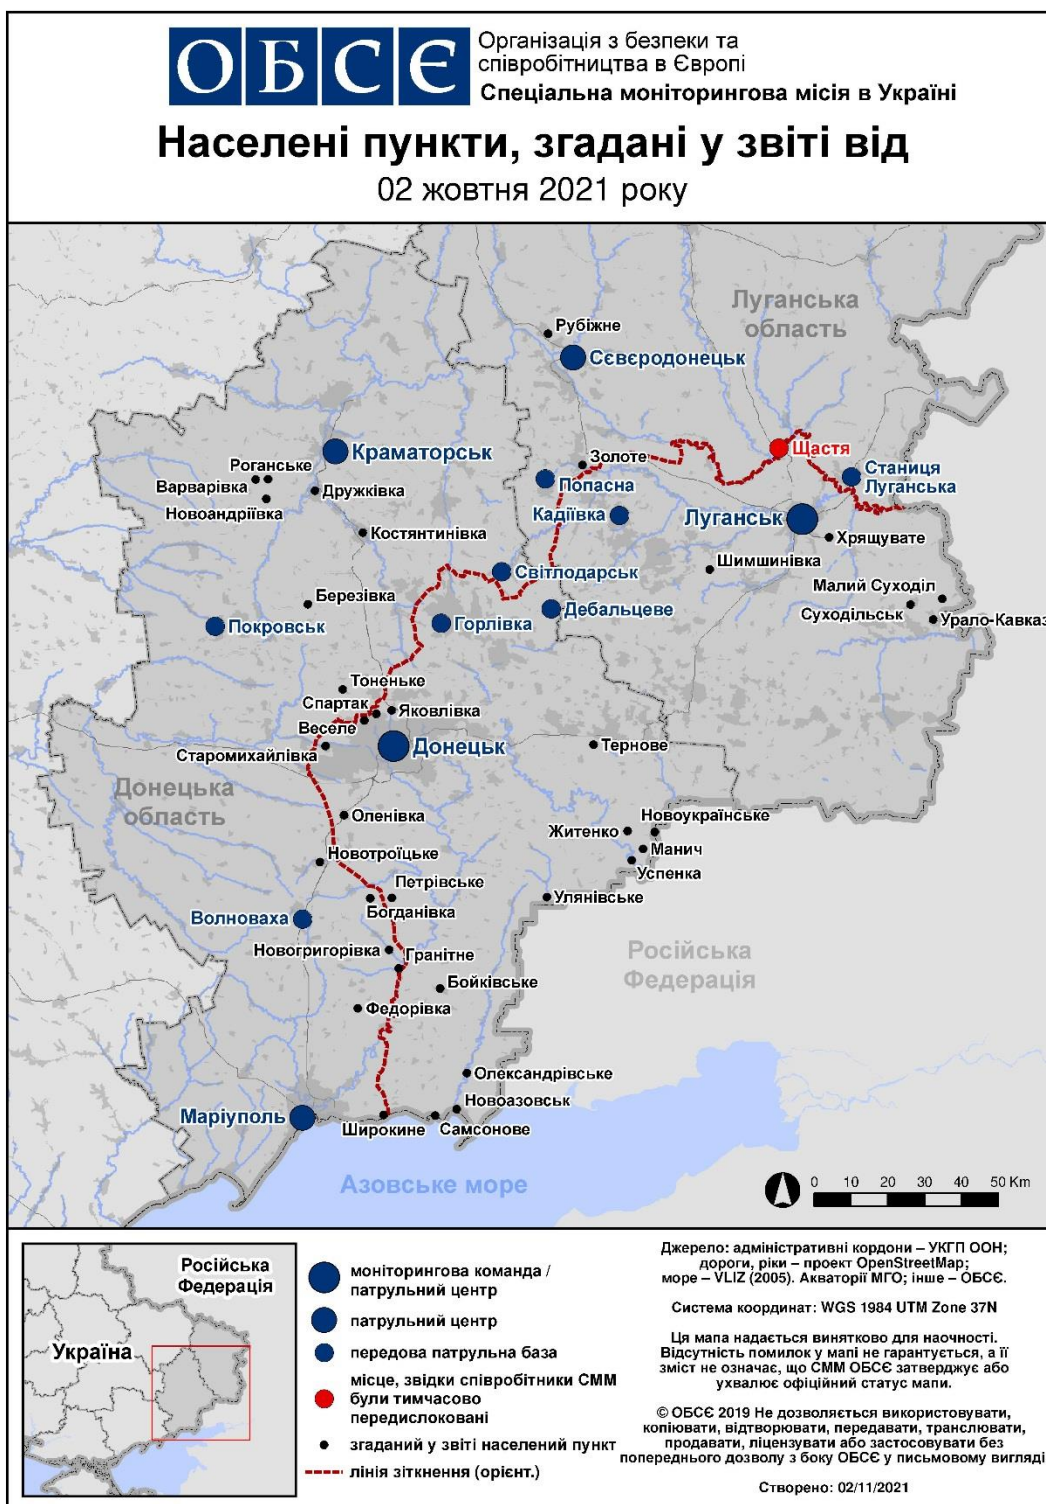 ОБСЄ
Організація з безпеки та
співробітництва в Європі
Спеціальна моніторингова місія в Україні
Населені пункти, згадані у звіті від
02 жовтня 2021 року
Луганська
область
Рубіжне
Сєвєродонецьк
Щастя
Краматорськ
Золоте
Станиця
Луганська
Роганське
Попасна
Варварівка
Дружківка
Новоандріївка
Кадіївка
Луганськ
Костянтинівка
Хрящувате
Шимшинівка
Світлодарськ
Малий Суходіл
Березівка
Дебальцеве
Суходільськ
Покровськ
Горлівка
Урало-Кавказ
Тоненьке
Спартак
Яковлівка
Веселе
Донецьк
Старомихайлівка
Тернове
Донецька
область
Оленівка
Новоукраїнське
Житенко
Манич
Новотроїцьке
Успенка
Петрівське
Улянівське
Богданівка
Волноваха
Новогригорівка
Гранітне
Російська
Федерація
Бойківське
Федорівка
Олександрівське
Новоазовськ
Маріуполь
Широкине
Самсонове
Азовське море
0 10 20 30 40 50 Km
Російська
Федерація
Україна
моніторингова команда /
патрульний центр
патрульний центр
передова патрульна база
місце, звідки співробітники СММ
були тимчасово
передислоковані
згаданий у звіті населений пункт
лінія зіткнення (орієнт.)
Джерело: адміністративні кордони – УКГП ООН;
дороги, ріки – проект OpenStreetMap;
море – VLIZ (2005). Акваторії МГО; інше – ОБСЄ.
Система координат: WGS 1984 UTM Zone 37N
Ця мапа надається винятково для наочності.
Відсутність помилок у мапі не гарантується, а її
зміст не означає, що СММ ОБСЄ затверджує або
ухвалює офіційний статус мапи.
© ОБСЄ 2019 Не дозволяється використовувати,
копіювати, відтворювати, передавати, транслювати,
продавати, ліцензувати або застосовувати без
попереднього дозволу з боку ОБСЄ у письмовому вигляді
Створено: 02/11/2021